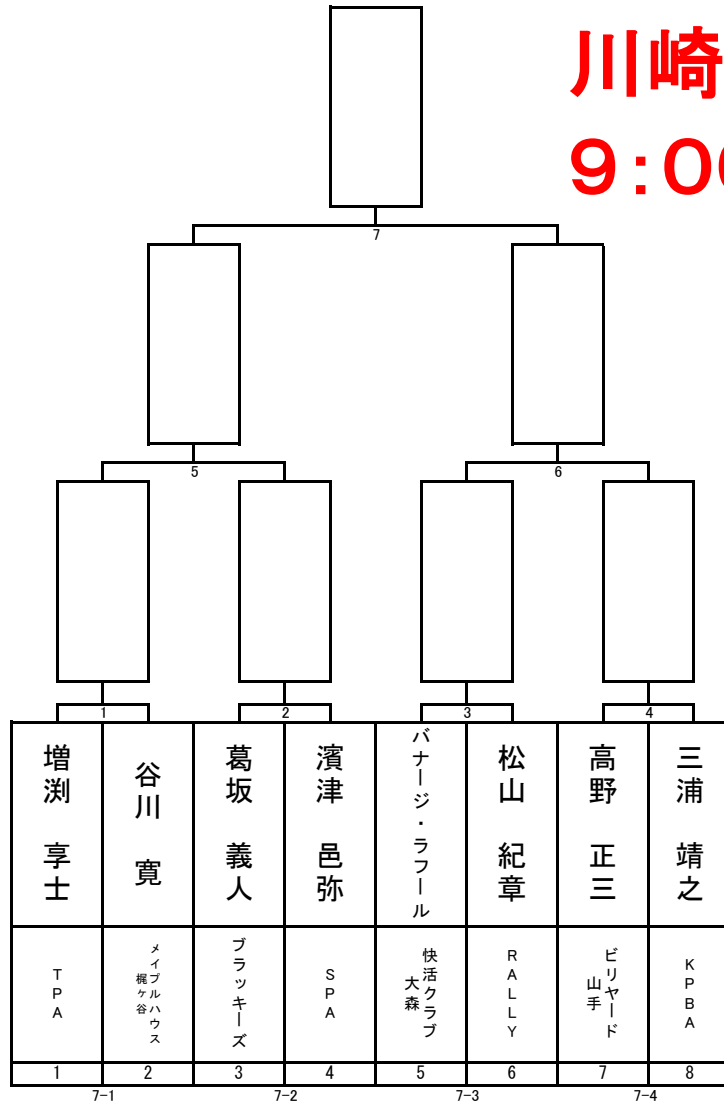 川崎
9:00
7
5
6
1
2
3
4
増渕 享士
谷川 寛
葛坂 義人
濱津 邑弥
バナージ・ラフール
松山 紀章
高野 正三
三浦 靖之
TPA
メイプルハウス
梶ヶ谷
ブラッキーズ
SPA
快活クラブ
大森
RALLY
ビリヤード
山手
KPBA
1
2
3
4
5
6
7
8
7-1
7-2
7-3
7-4